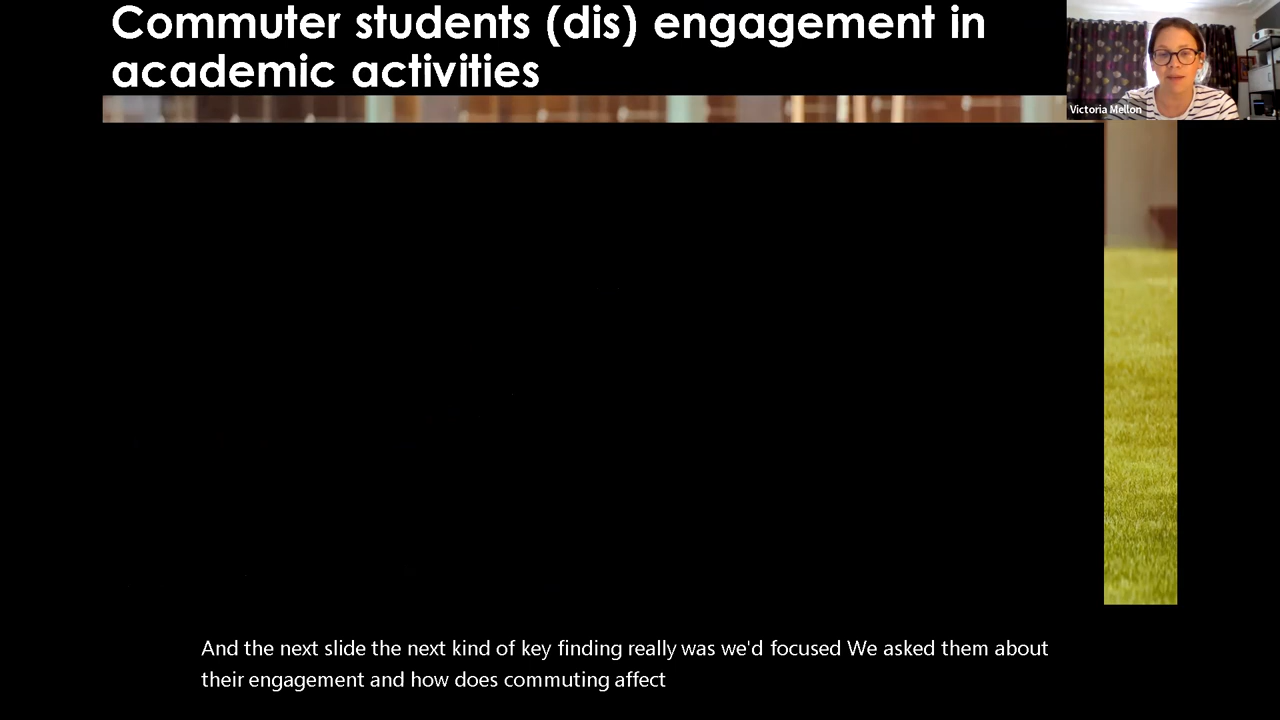 Commuter students (dis) engagement in
academic activities
Victoria Mellon
And the next slide the next kind of key finding really was we'd focused We asked them about
their engagement and how does commuting affect